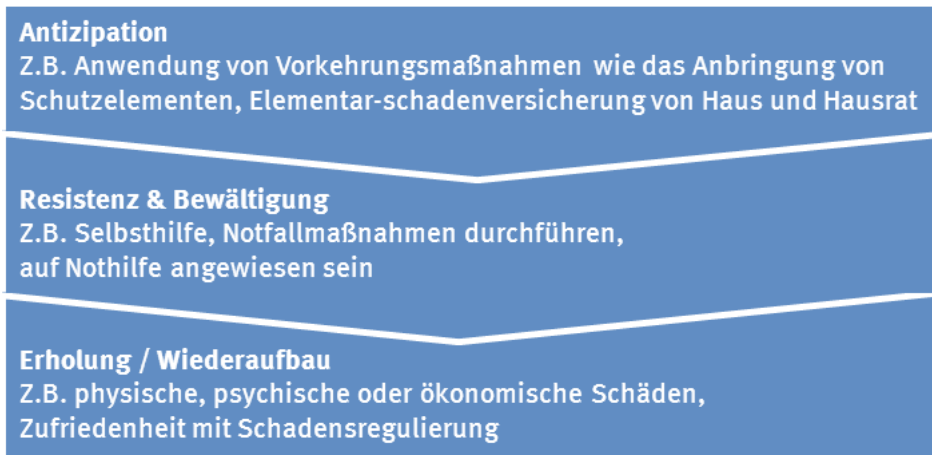 Antizipation
Z.B. Anwendung von Vorkehrungsmaßnahmen wie das Anbringung von
Schutzelementen, Elementar-schadenversicherung von Haus und Hausrat
Resistenz & Bewältigung
Z.B. Selbsthilfe, Notfallmaßnahmen durchführen,
auf Nothilfe angewiesen sein
Erholung / Wiederaufbau
Z.B. physische, psychische oder ökonomische Schäden,
Zufriedenheit mit Schadensregulierung